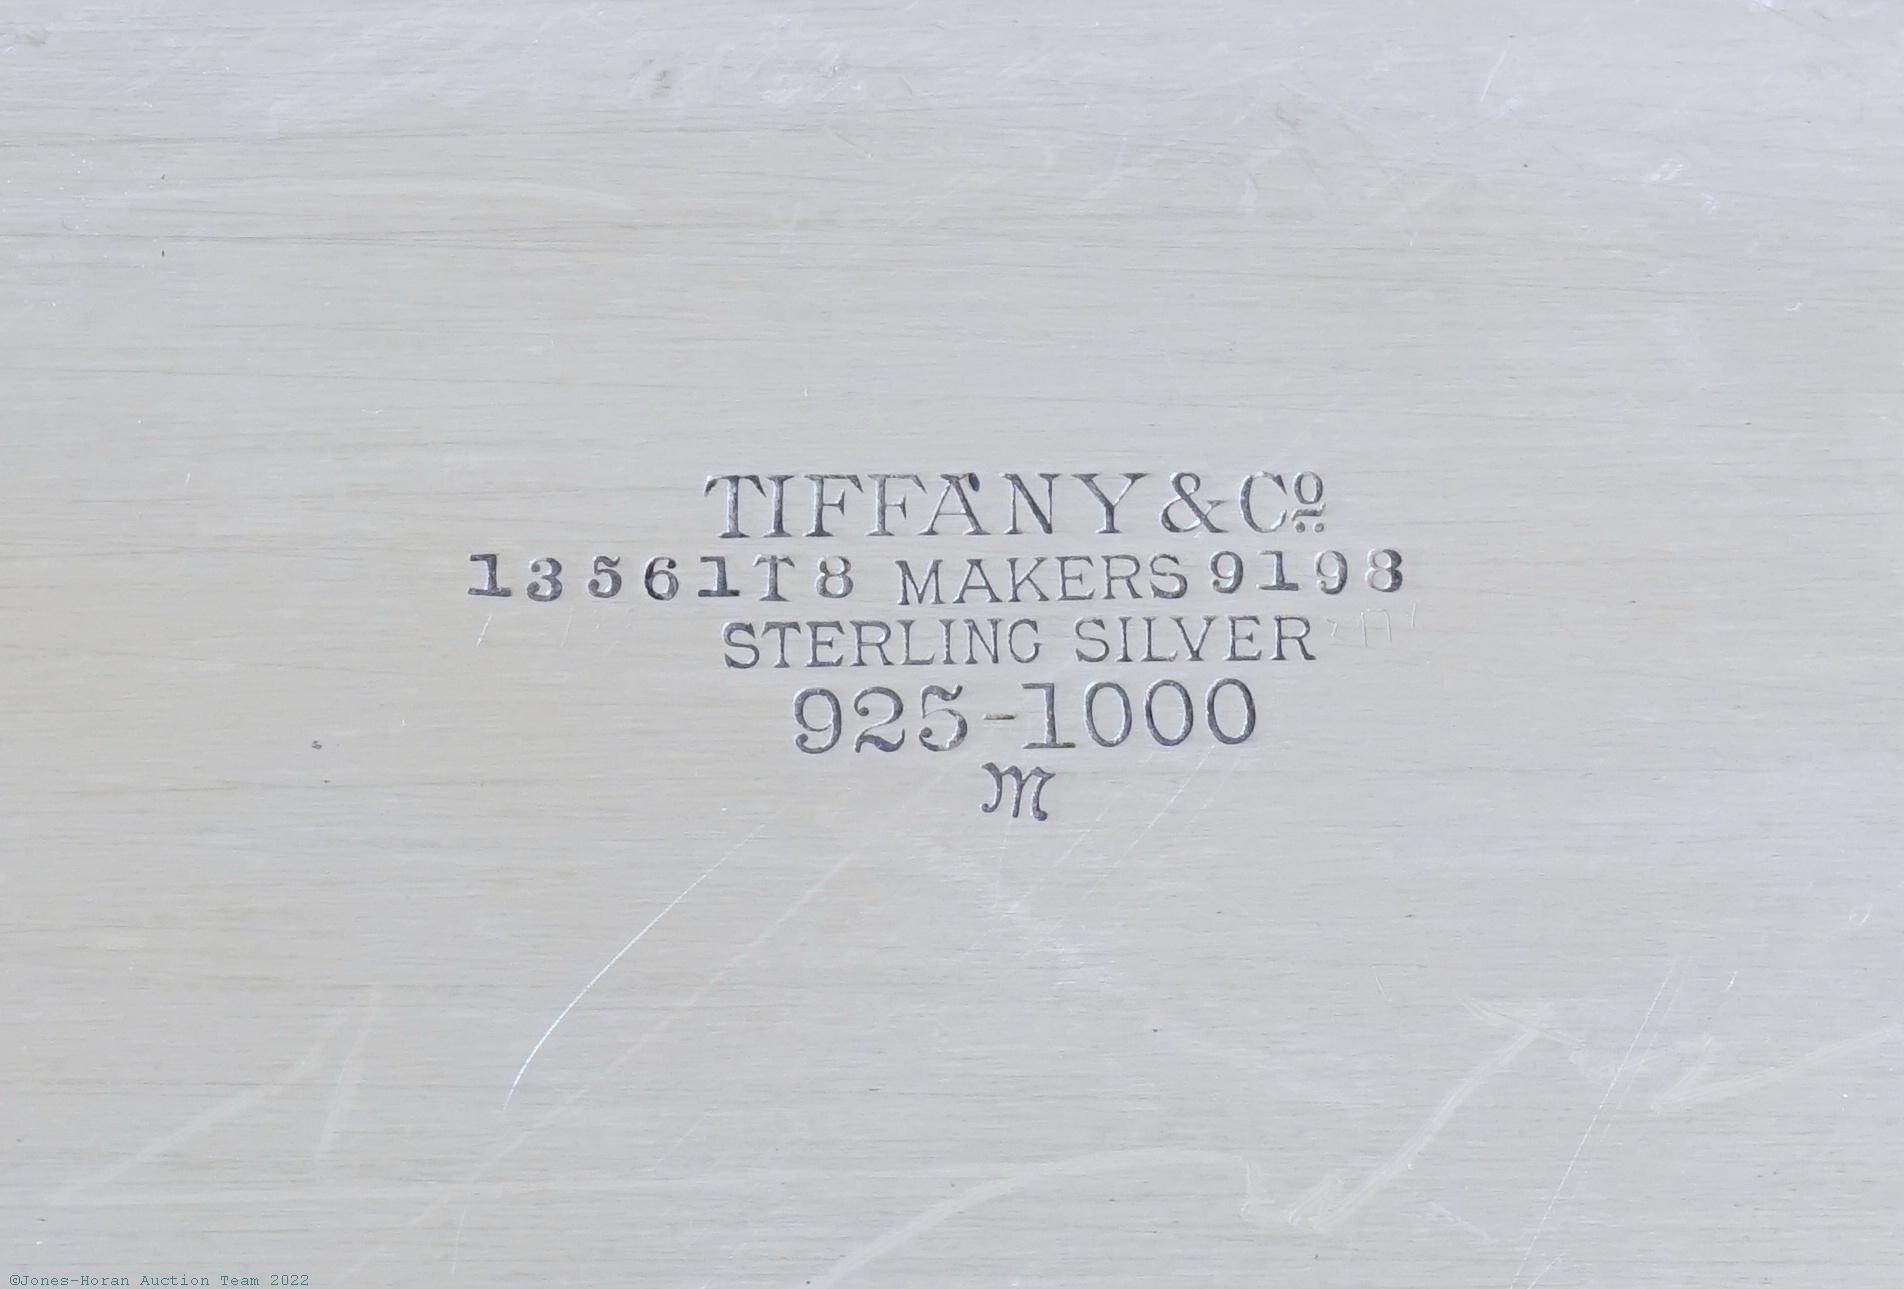 TIFFANY & Cº
13561T8 MAKERS 9198
STERLING SILVER
925-1000
M
©Jones-Horan Auction Team 2022